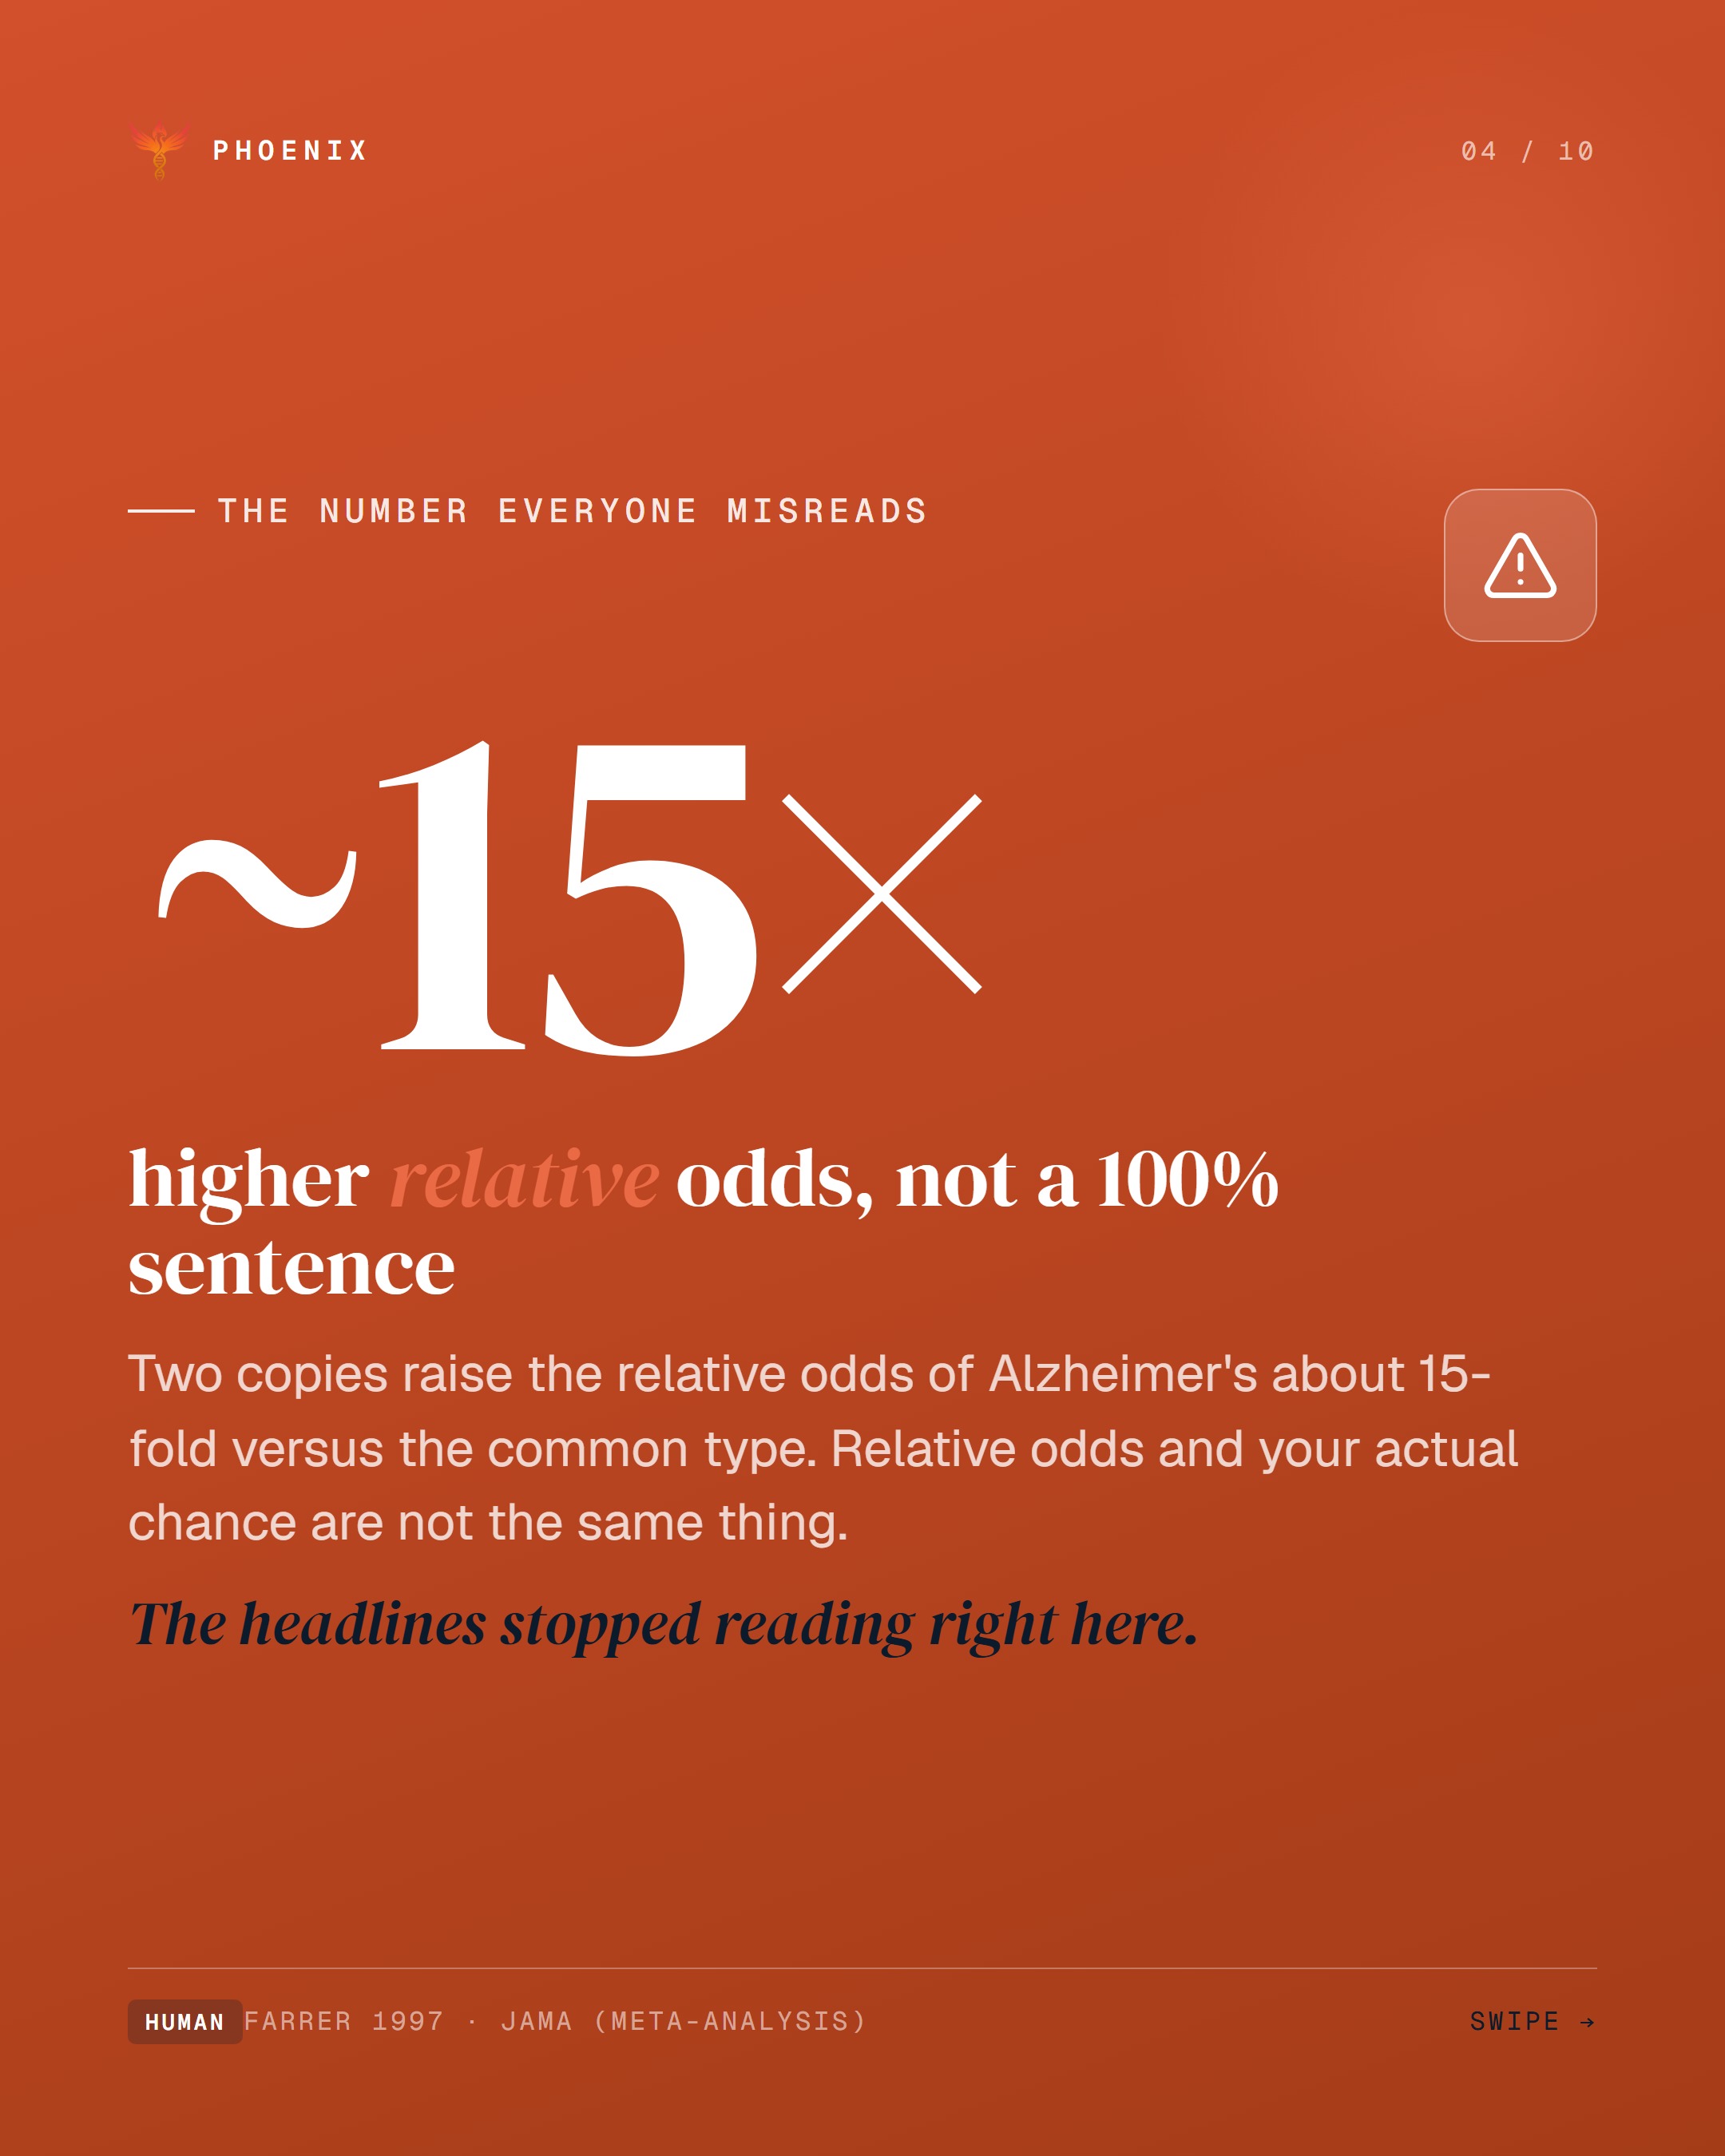 PHOENIX
04 / 10
THE NUMBER EVERYONE MISREADS
~15×
higher relative odds, not a 100%
sentence
Two copies raise the relative odds of Alzheimer's about 15-
fold versus the common type. Relative odds and your actual
chance are not the same thing.
The headlines stopped reading right here.
HUMAN FARRER 1997 · JAMA (META-ANALYSIS)
SWIPE →